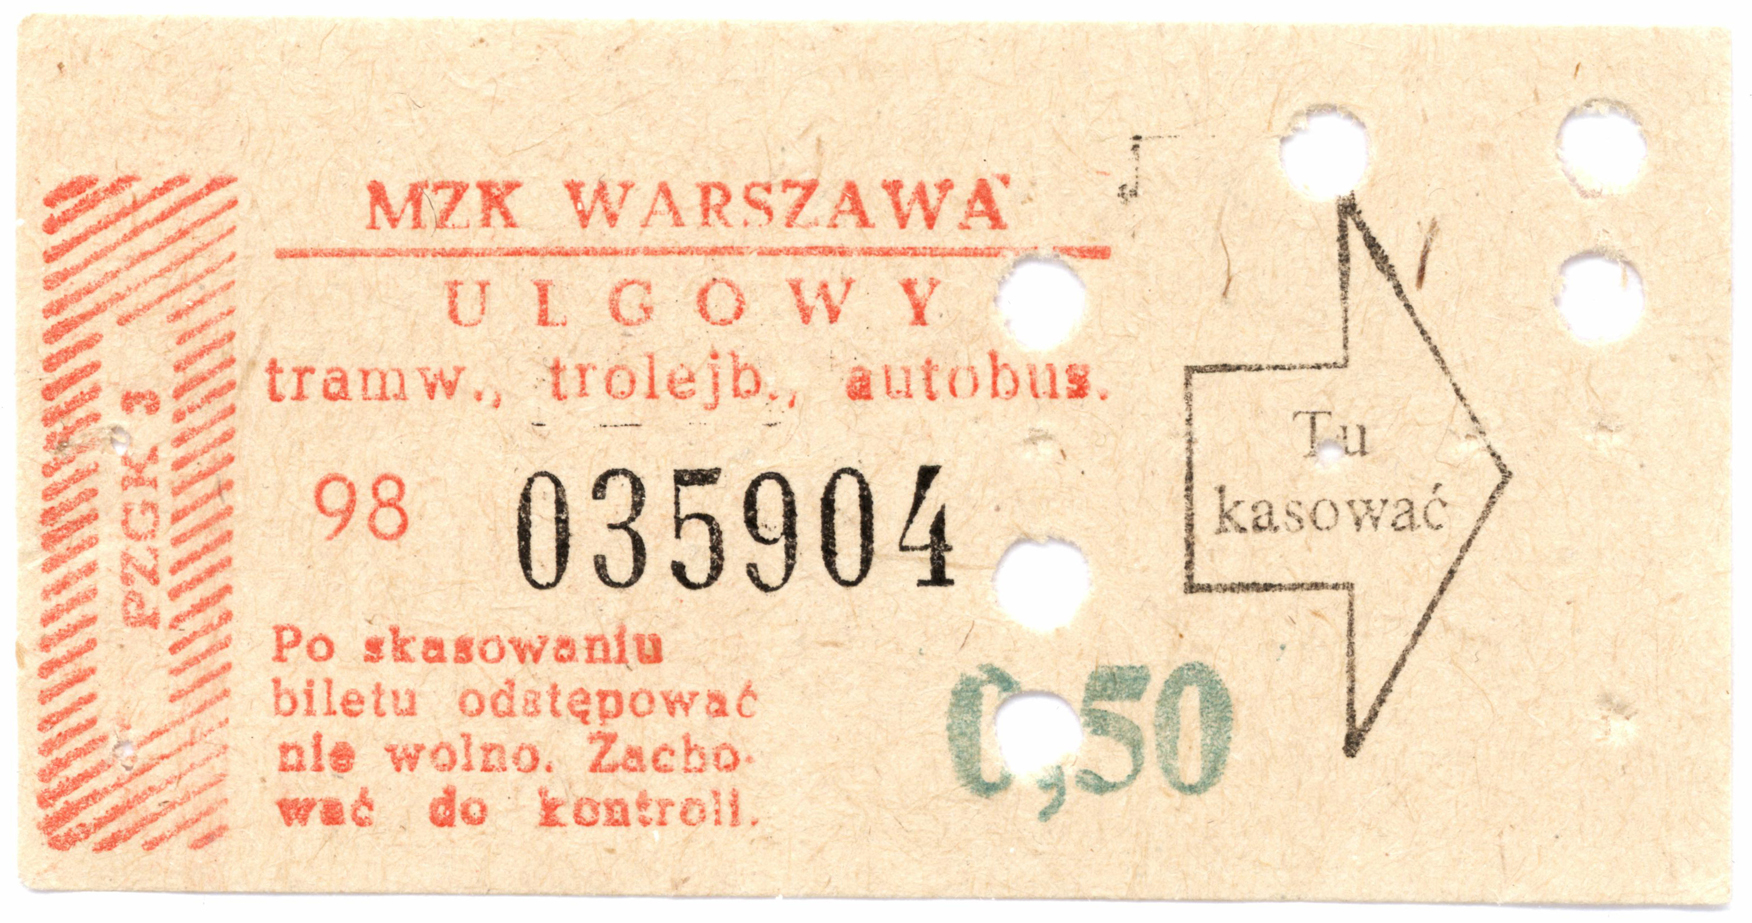 MZK WARSZAWA
ULGOWY
tramw., trolejb., autobus.
98 035904
Po skasowaniu
biletu odstępować
nie wolno. Zacho-
wać do kontroli.
0,50
Tu
kasować
PZGK 3